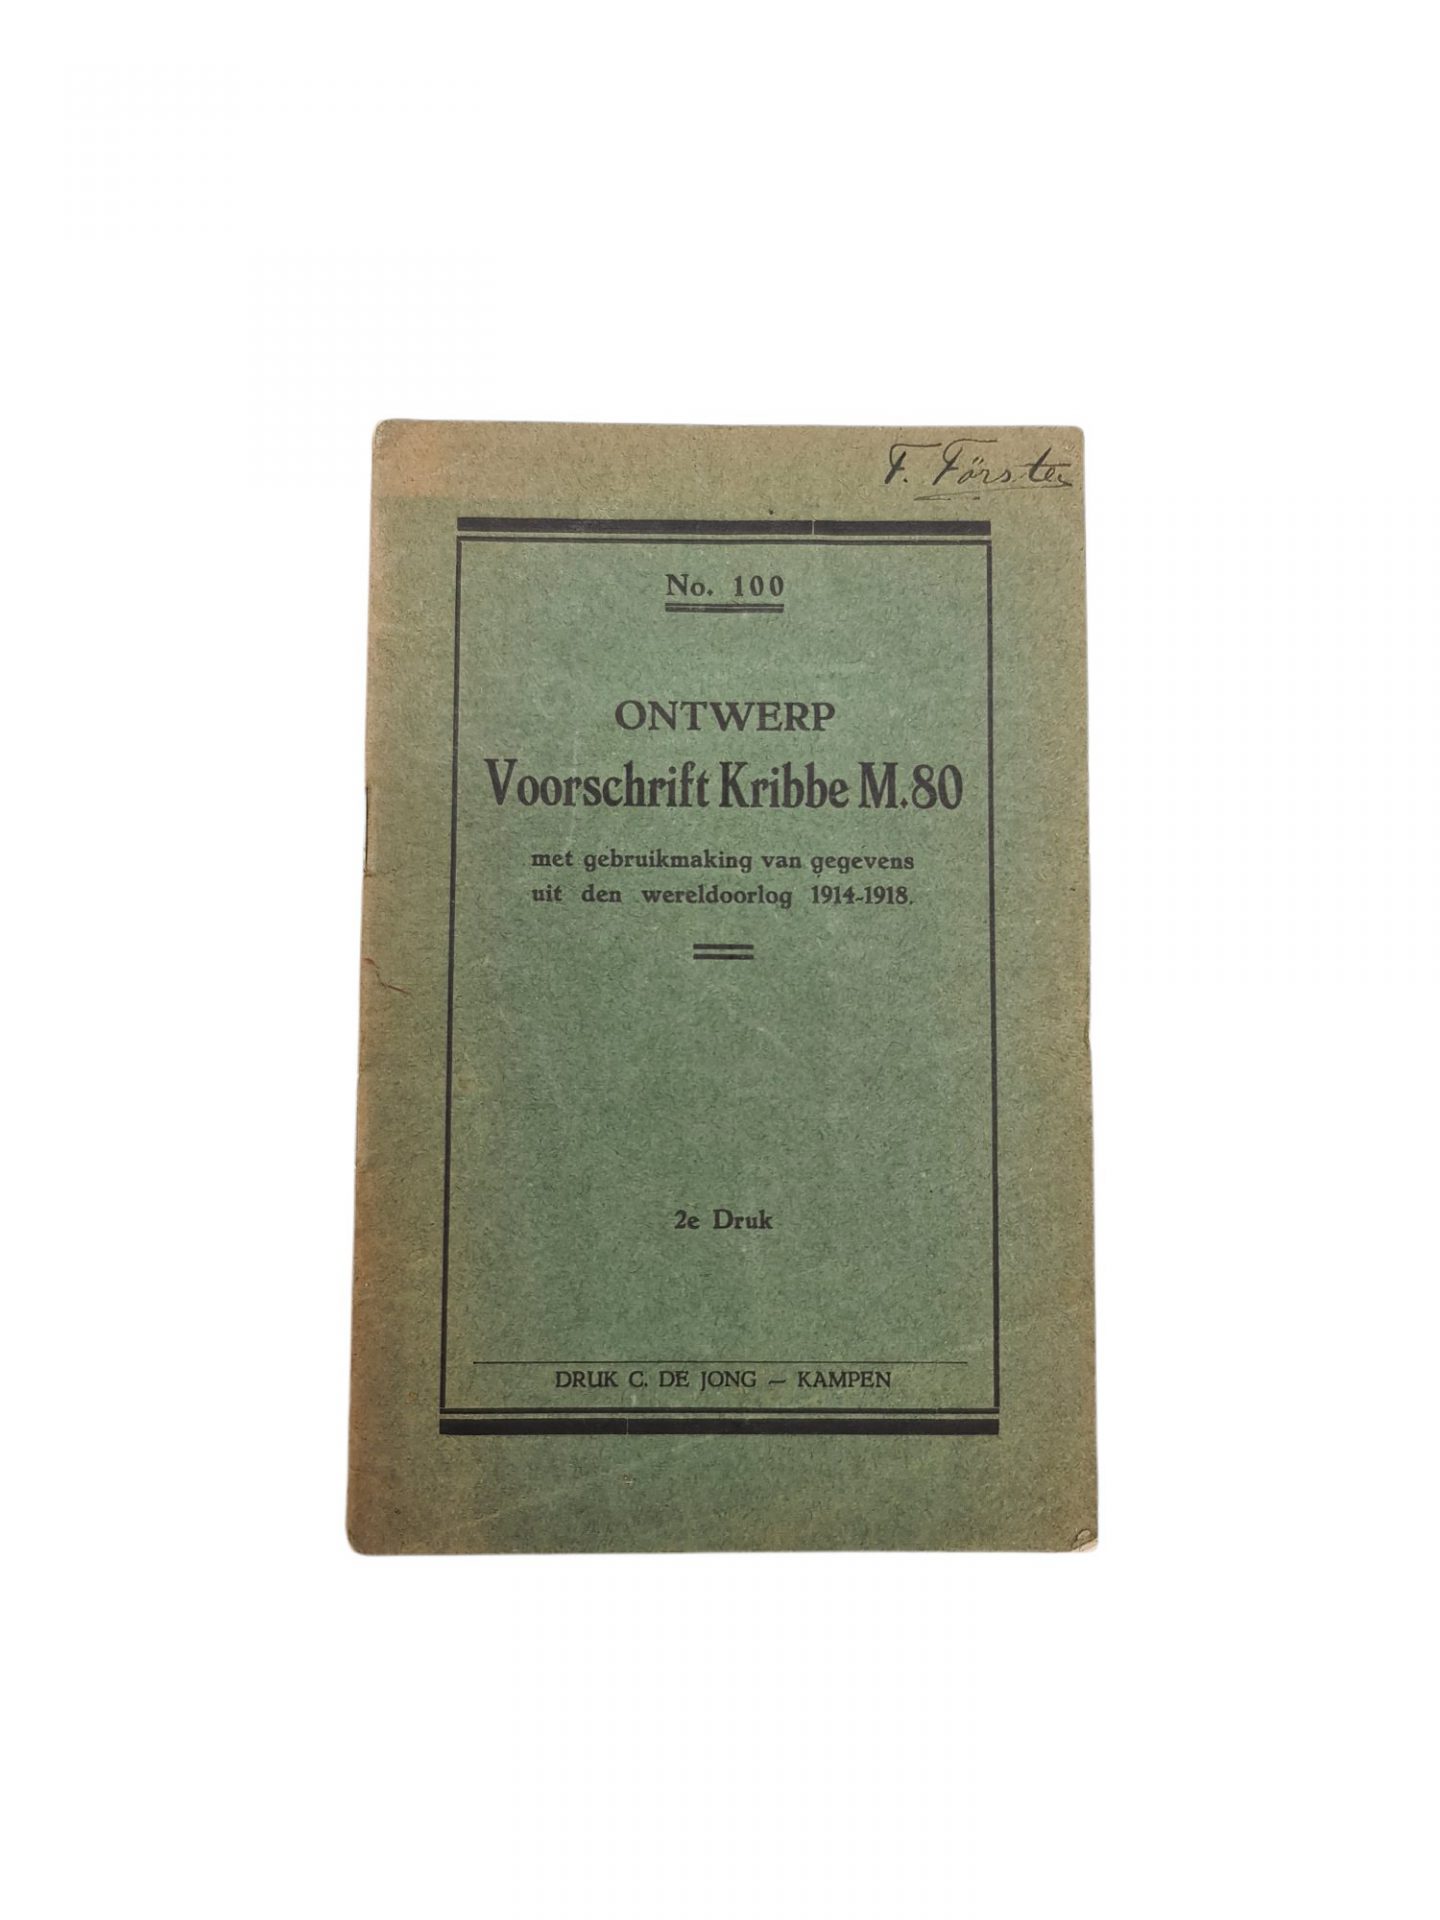 F. Förster
No. 100
ONTWERP
Voorschrift Kribbe M.80
met gebruikmaking van gegevens
uit den wereldoorlog 1914-1918.
2e Druk
DRUK C. DE JONG – KAMPEN